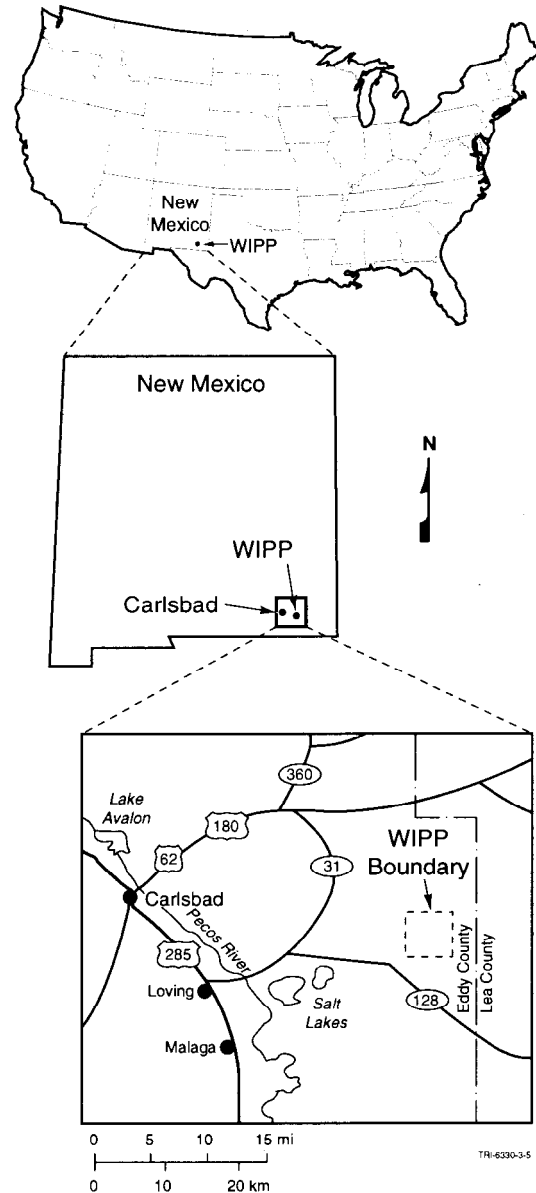 New
Mexico
WIPP
New Mexico
N
WIPP
Carlsbad
360
Lake
Avalon
180
62
WIPP
Boundary
31
Carlsbad
Pecos River
285
Eddy County
Lea County
Loving
Salt
Lakes
128
Malaga
0 5 10 15 mi
0 10 20 km
TRI-6330-3-5